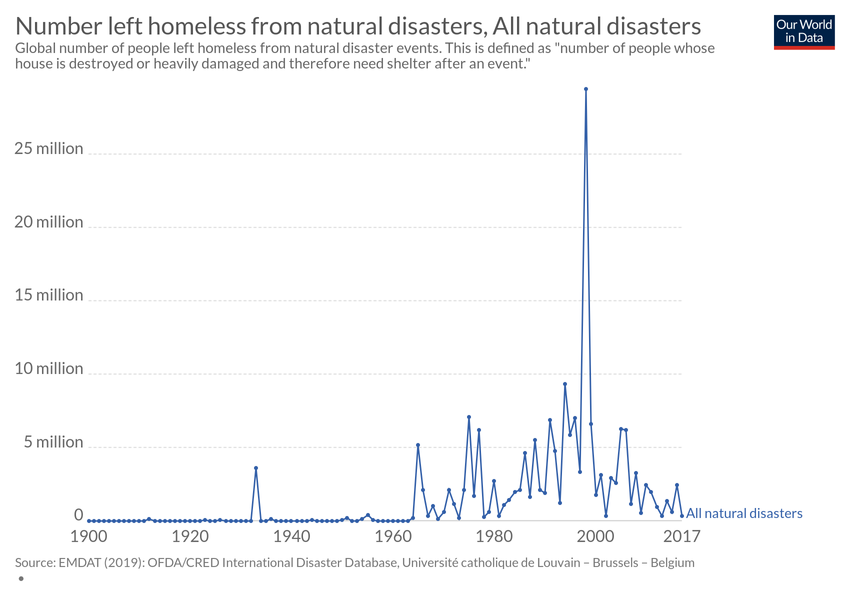 Number left homeless from natural disasters, All natural disasters
Our World
in Data
Global number of people left homeless from natural disaster events. This is defined as "number of people whose
house is destroyed or heavily damaged and therefore need shelter after an event."
25 million
20 million
15 million
10 million
5 million
0
All natural disasters
1900
1920
1940
1960
1980
2000
2017
Source: EMDAT (2019): OFDA/CRED International Disaster Database, Université catholique de Louvain – Brussels – Belgium
•